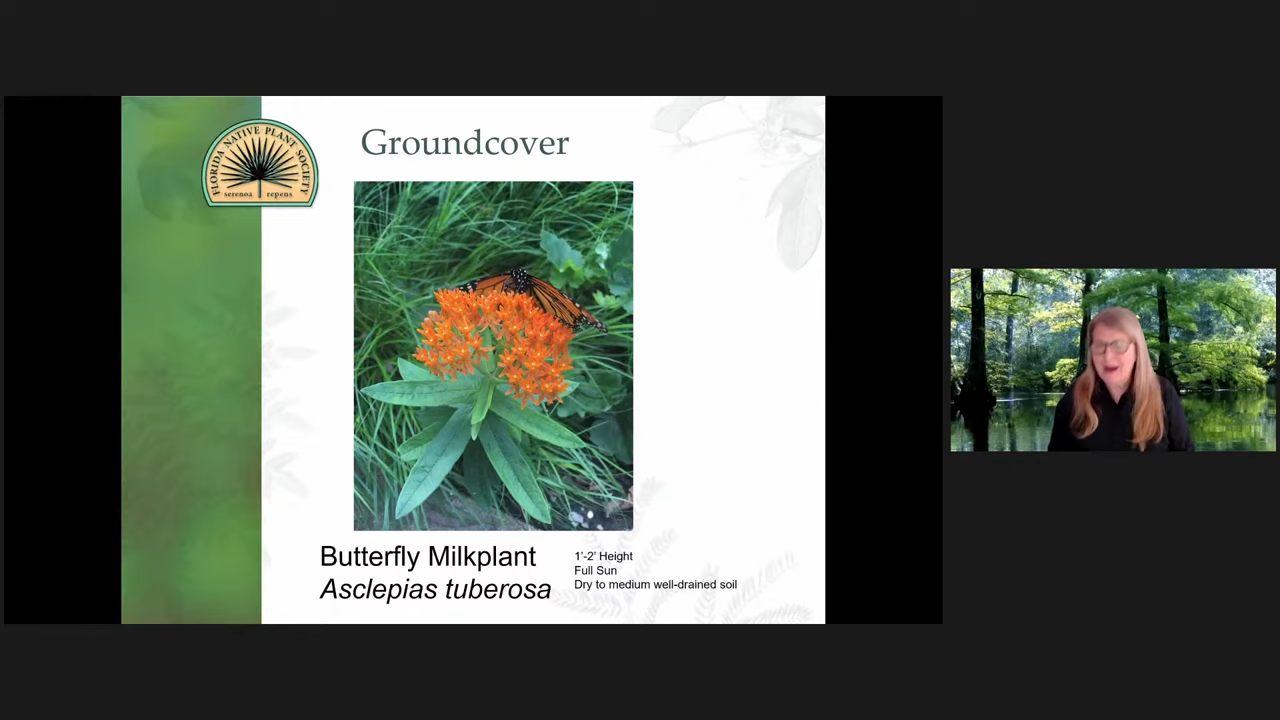 FLORIDA NATIVE PLANT SOCIETY
serenoa repens
Groundcover
Butterfly Milkplant
Asclepias tuberosa
1'-2' Height
Full Sun
Dry to medium well-drained soil